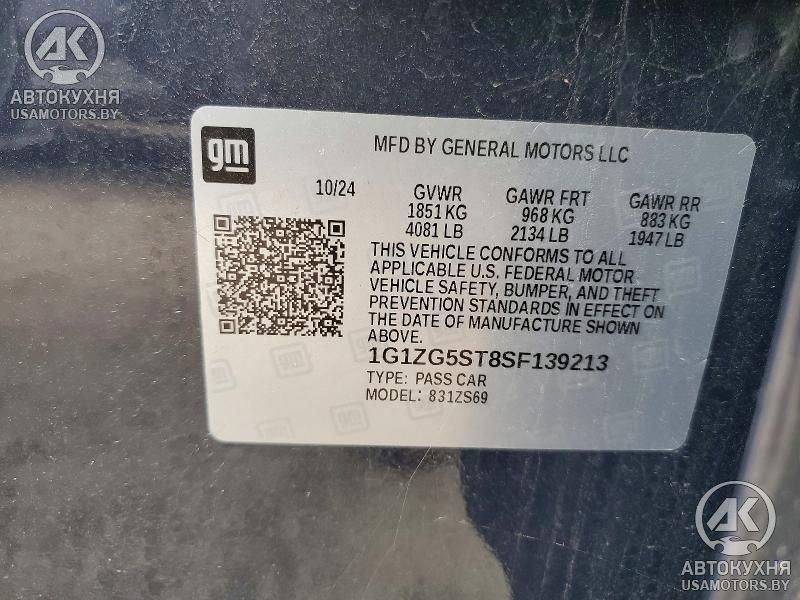 AK
АВТОКУХНЯ
USAMOTORS.BY
gm
MFD BY GENERAL MOTORS LLC
10/24 GVWR GAWR FRT GAWR RR
1851 KG 968 KG 883 KG
4081 LB 2134 LB 1947 LB
THIS VEHICLE CONFORMS TO ALL
APPLICABLE U.S. FEDERAL MOTOR
VEHICLE SAFETY, BUMPER, AND THEFT
PREVENTION STANDARDS IN EFFECT ON
THE DATE OF MANUFACTURE SHOWN
ABOVE.
1G1ZG5ST8SF139213
TYPE: PASS CAR
MODEL: 831ZS69
AK
АВТОКУХНЯ
USAMOTORS.BY